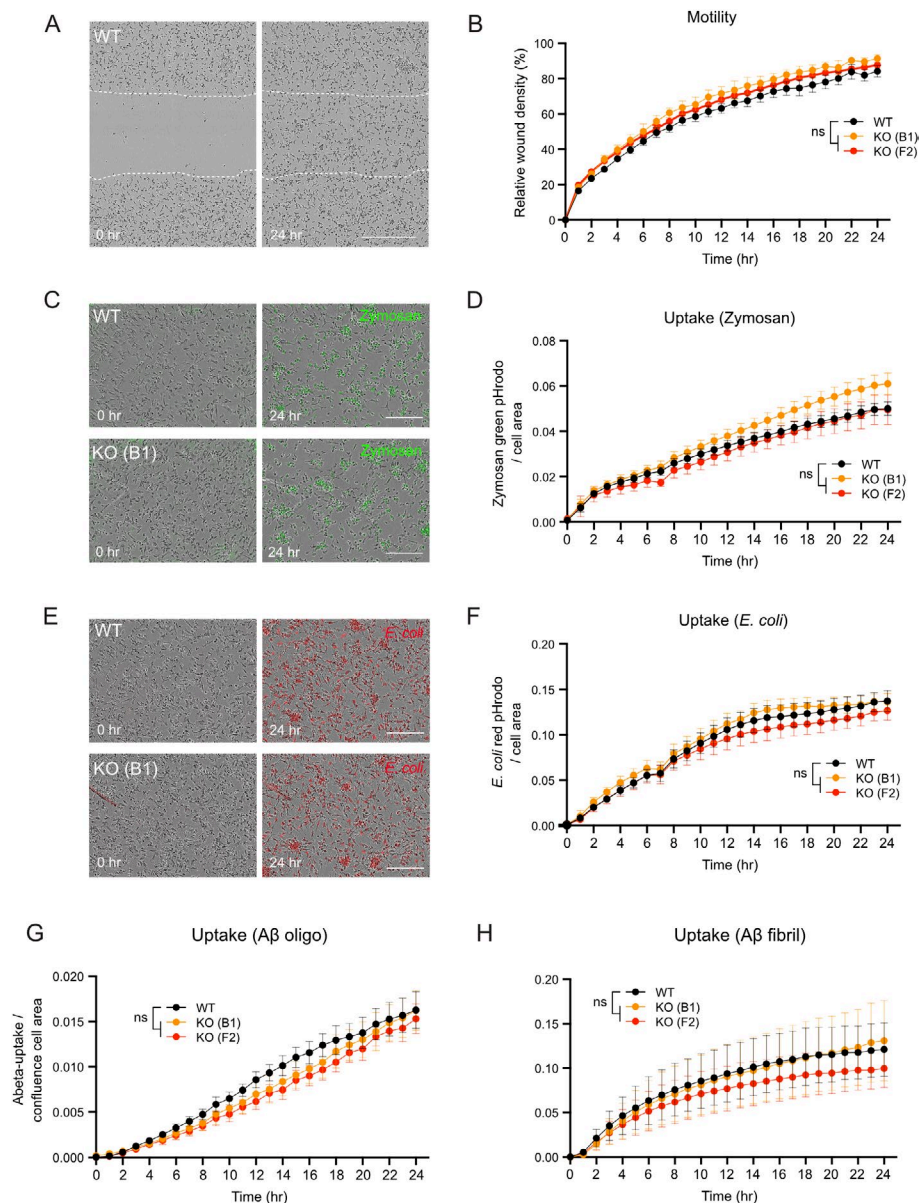 A
WT
0 hr
24 hr
B
Motility
Relative wound density (%)
100
80
60
40
20
0
0 2 4 6 8 10 12 14 16 18 20 22 24
Time (hr)
ns
WT
KO (B1)
KO (F2)
C
WT
Zymosan
0 hr
24 hr
KO (B1)
Zymosan
0 hr
24 hr
D
Uptake (Zymosan)
Zymosan green pHrodo
/ cell area
0.08
0.06
0.04
0.02
0.00
0 2 4 6 8 10 12 14 16 18 20 22 24
Time (hr)
ns
WT
KO (B1)
KO (F2)
E
WT
E. coli
0 hr
24 hr
KO (B1)
E. coli
0 hr
24 hr
F
Uptake (E. coli)
E. coli red pHrodo
/ cell area
0.20
0.15
0.10
0.05
0.00
0 2 4 6 8 10 12 14 16 18 20 22 24
Time (hr)
ns
WT
KO (B1)
KO (F2)
G
Uptake (Aβ oligo)
Abeta-uptake /
confluence cell area
0.020
0.015
0.010
0.005
0.000
0 2 4 6 8 10 12 14 16 18 20 22 24
Time (hr)
ns
WT
KO (B1)
KO (F2)
H
Uptake (Aβ fibril)
0.20
0.15
0.10
0.05
0.00
0 2 4 6 8 10 12 14 16 18 20 22 24
Time (hr)
ns
WT
KO (B1)
KO (F2)